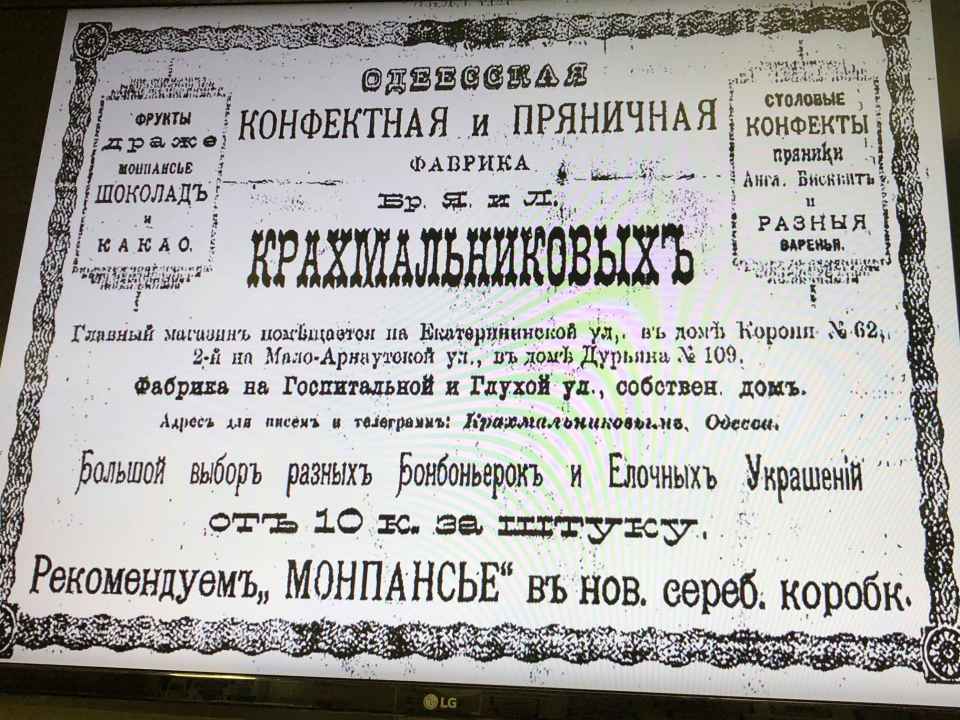 ОДЕССКАЯ
КОНФЕКТНАЯ и ПРЯНИЧНАЯ
ФАБРИКА
Бр. Я. и Л.
КРАХМАЛЬНИКОВЫХЪ
ФРУКТЫ
драже
МОНПАНСЬЕ
ШОКОЛАДЪ
и
КАКАО.
СТОЛОВЫЕ
КОНФЕКТЫ
пряники
Англ. Бисквитъ
и
РАЗНЫЯ
ВАРЕНЬЯ.
Главный магазинъ помѣщается на Екатерининской ул., въ домѣ Корони № 62,
2-й на Мало-Арнаутской ул., въ домѣ Дурьяна № 109.
Фабрика на Госпитальной и Глухой ул., собствен. домъ.
Адресъ для писемъ и телеграммъ: Крахмальниковымъ, Одесса.
Большой выборъ разныхъ Бонбоньерокъ и Елочныхъ Украшеній
отъ 10 к. за штуку.
Рекомендуемъ „МОНПАНСЬЕ“ въ нов. сереб. коробк.
LG